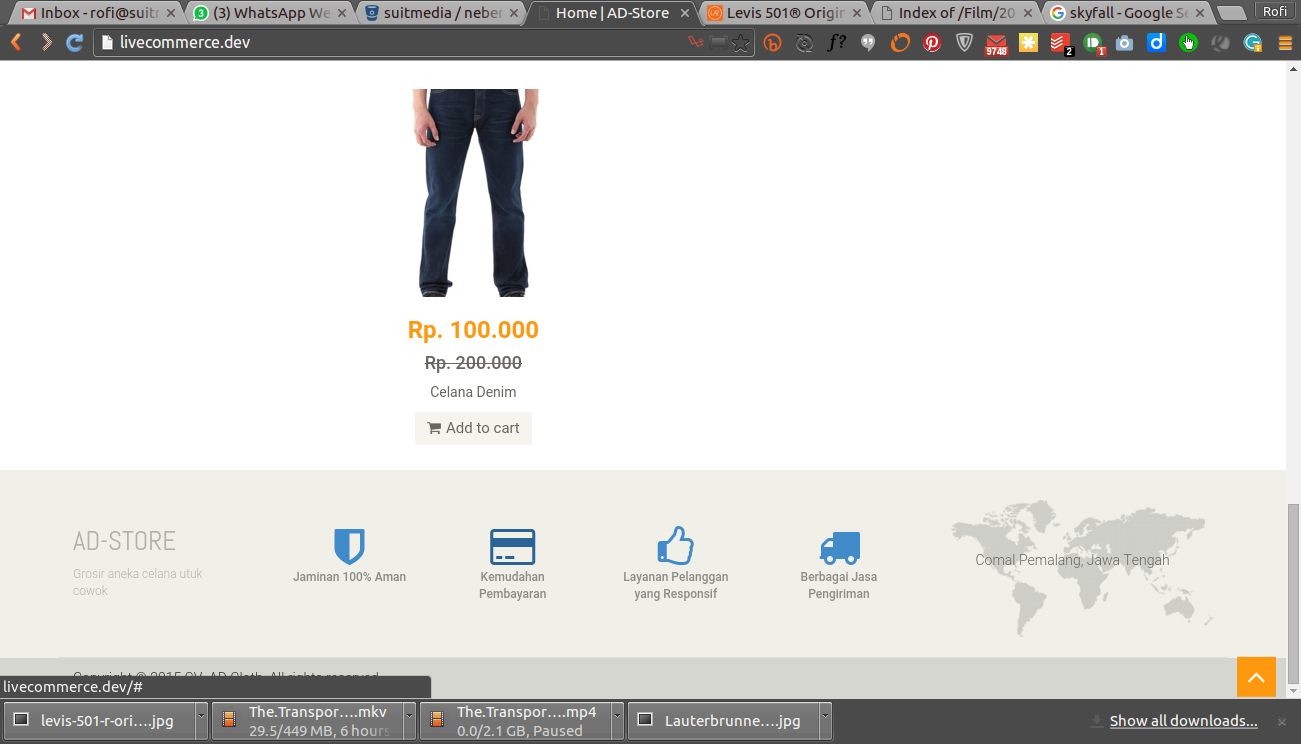 Inbox - rofi@suitm
(3) WhatsApp We
suitmedia / neber
Home | AD-Store
Levis 501® Origin
Index of /Film/20
skyfall - Google Se
Rofi
livecommerce.dev
f?
9748
2
1
Rp. 100.000
Rp. 200.000
Celana Denim
Add to cart
AD-STORE
Grosir aneka celana utuk
cowok
Jaminan 100% Aman
Kemudahan
Pembayaran
Layanan Pelanggan
yang Responsif
Berbagai Jasa
Pengiriman
Comal Pemalang, Jawa Tengah
Copyright © 2015 CV. AD Cloth. All rights reserved
livecommerce.dev/#
levis-501-r-ori....jpg
The.Transpor....mkv
29.5/449 MB, 6 hours
The.Transpor....mp4
0.0/2.1 GB, Paused
Lauterbrunne....jpg
Show all downloads...